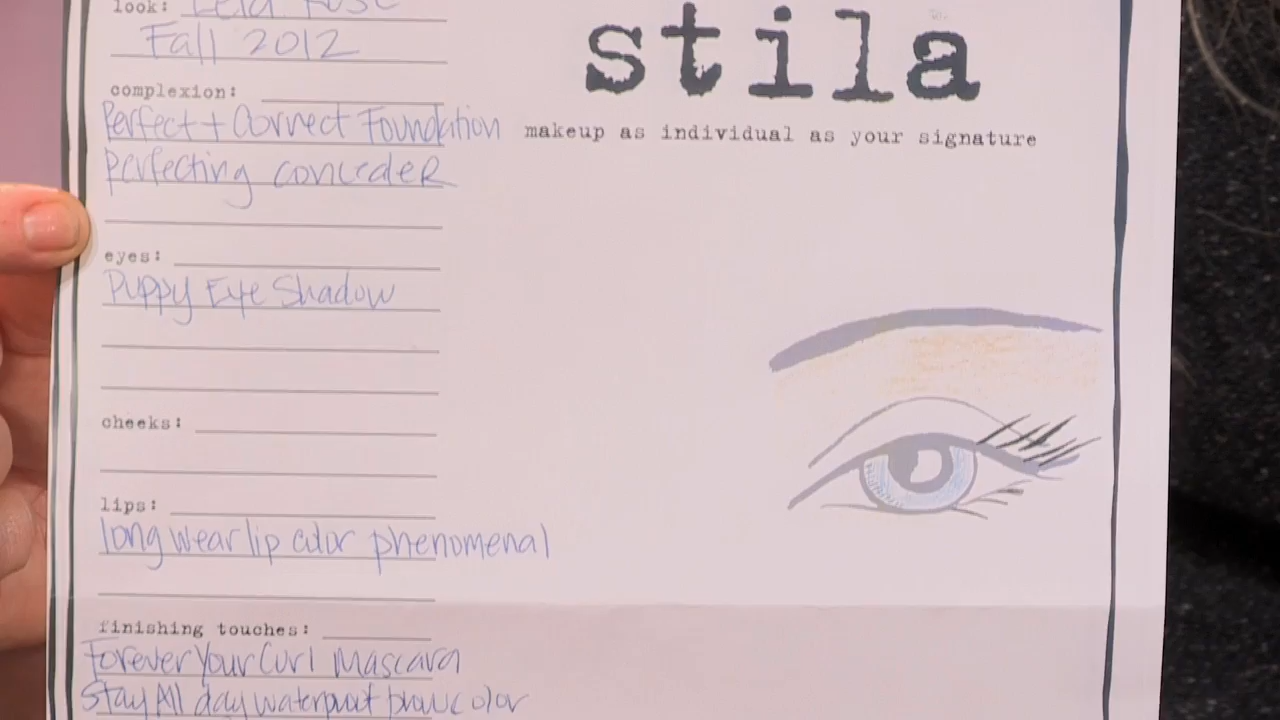 look: Lela Rose
Fall 2012
complexion:
Perfect + Correct Foundation
Perfecting concealer
eyes:
Puppy Eye Shadow
cheeks:
lips:
long wear lip color phenomenal
finishing touches:
Forever Your Curl Mascara
Stay All day waterproof brow color
stila
makeup as individual as your signature